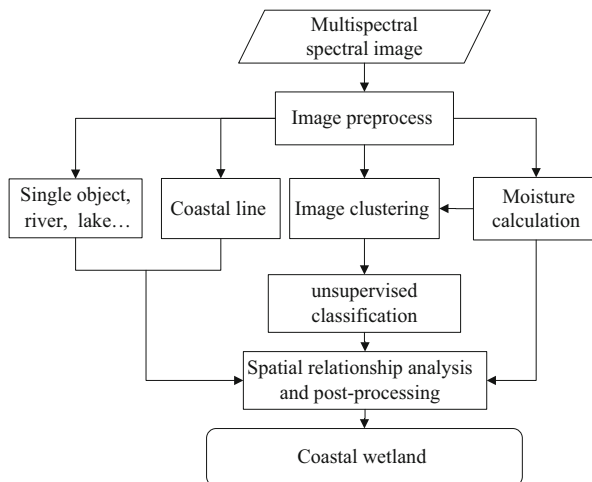 Multispectral
spectral image
Image preprocess
Single object,
river, lake...
Coastal line
Image clustering
Moisture
calculation
unsupervised
classification
Spatial relationship analysis
and post-processing
Coastal wetland